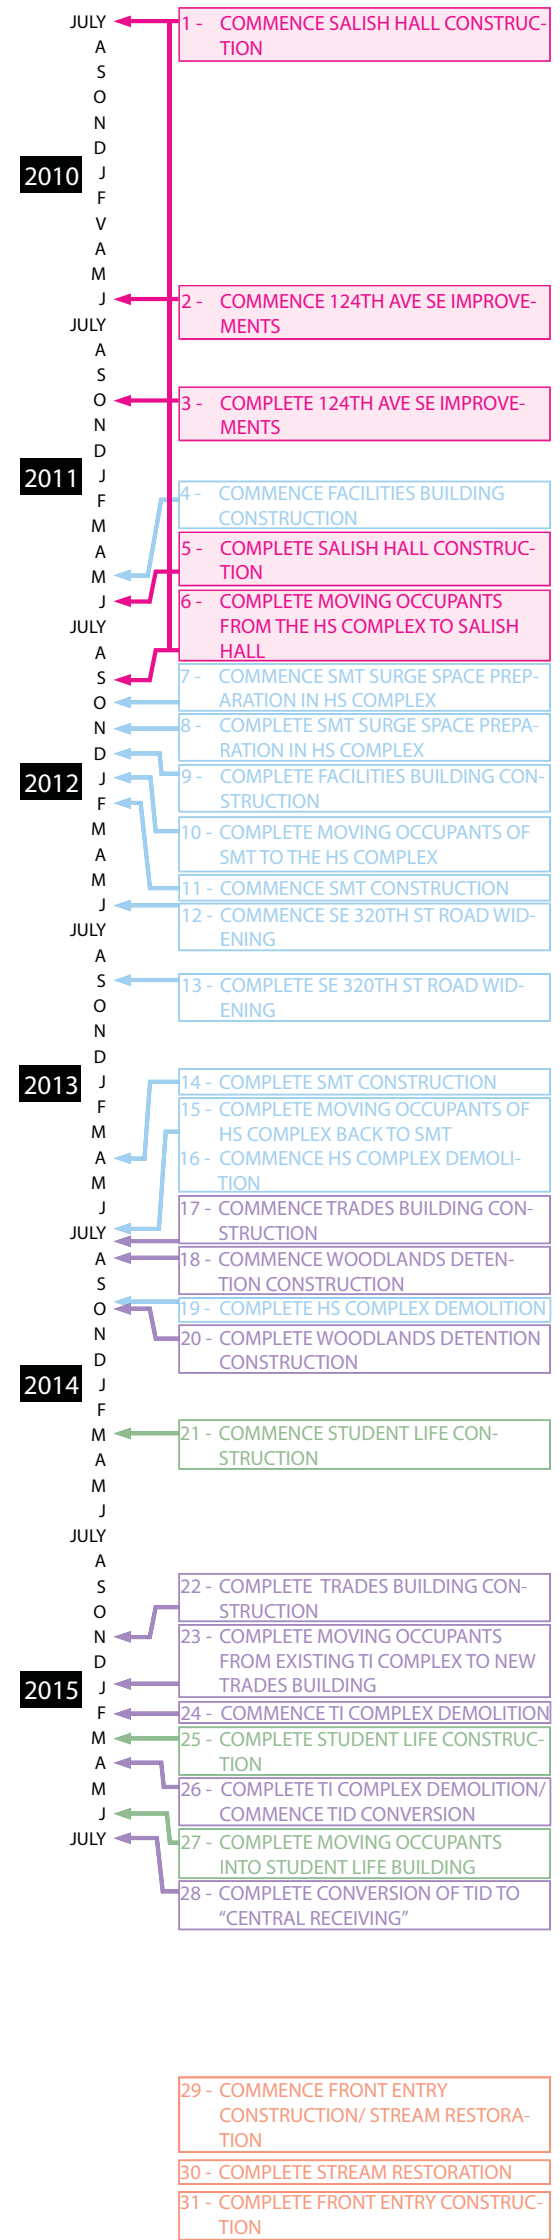 JULY
1 - COMMENCE SALISH HALL CONSTRUC-
TION
A
S
O
N
D
2010 J
F
V
A
M
J
2 - COMMENCE 124TH AVE SE IMPROVE-
MENTS
JULY
A
S
O
3 - COMPLETE 124TH AVE SE IMPROVE-
MENTS
N
D
2011 J
F
4 - COMMENCE FACILITIES BUILDING
CONSTRUCTION
M
A
5 - COMPLETE SALISH HALL CONSTRUC-
TION
M
J
6 - COMPLETE MOVING OCCUPANTS
FROM THE HS COMPLEX TO SALISH
HALL
JULY
A
S
7 - COMMENCE SMT SURGE SPACE PREP-
ARATION IN HS COMPLEX
O
N
8 - COMPLETE SMT SURGE SPACE PREPA-
RATION IN HS COMPLEX
D
2012 J
9 - COMPLETE FACILITIES BUILDING CON-
STRUCTION
F
M
10 - COMPLETE MOVING OCCUPANTS OF
SMT TO THE HS COMPLEX
A
M
11 - COMMENCE SMT CONSTRUCTION
J
12 - COMMENCE SE 320TH ST ROAD WID-
ENING
JULY
A
S
13 - COMPLETE SE 320TH ST ROAD WID-
ENING
O
N
D
2013 J
14 - COMPLETE SMT CONSTRUCTION
F
15 - COMPLETE MOVING OCCUPANTS OF
HS COMPLEX BACK TO SMT
M
A
16 - COMMENCE HS COMPLEX DEMOLI-
TION
M
J
17 - COMMENCE TRADES BUILDING CON-
STRUCTION
JULY
A
18 - COMMENCE WOODLANDS DETEN-
TION CONSTRUCTION
S
O
19 - COMPLETE HS COMPLEX DEMOLITION
N
20 - COMPLETE WOODLANDS DETENTION
CONSTRUCTION
D
2014 J
F
M
21 - COMMENCE STUDENT LIFE CON-
STRUCTION
A
M
J
JULY
A
S
22 - COMPLETE TRADES BUILDING CON-
STRUCTION
O
N
23 - COMPLETE MOVING OCCUPANTS
FROM EXISTING TI COMPLEX TO NEW
TRADES BUILDING
D
2015 J
F
24 - COMMENCE TI COMPLEX DEMOLITION
M
25 - COMPLETE STUDENT LIFE CONSTRUC-
TION
A
M
26 - COMPLETE TI COMPLEX DEMOLITION/
COMMENCE TID CONVERSION
J
JULY
27 - COMPLETE MOVING OCCUPANTS
INTO STUDENT LIFE BUILDING
28 - COMPLETE CONVERSION OF TID TO
“CENTRAL RECEIVING”
29 - COMMENCE FRONT ENTRY
CONSTRUCTION/ STREAM RESTORA-
TION
30 - COMPLETE STREAM RESTORATION
31 - COMPLETE FRONT ENTRY CONSTRUC-
TION